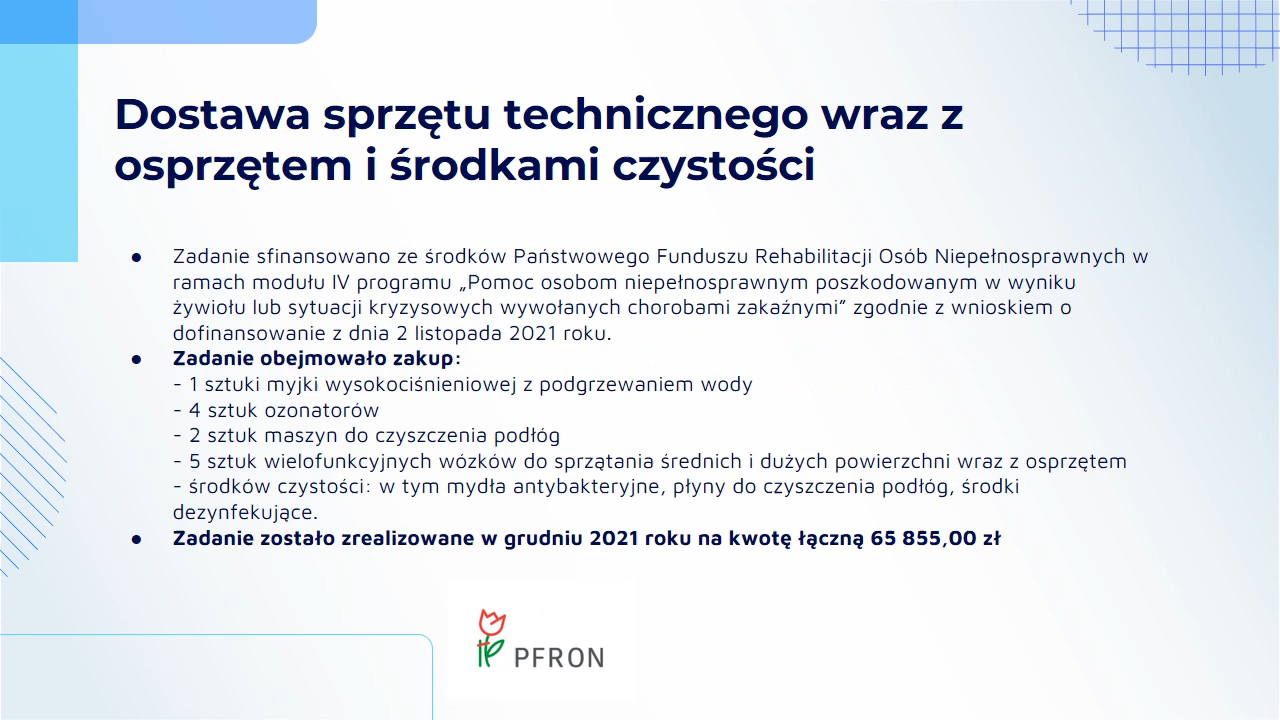 Dostawa sprzętu technicznego wraz z
osprzętem i środkami czystości
● Zadanie sfinansowano ze środków Państwowego Funduszu Rehabilitacji Osób Niepełnosprawnych w
ramach modułu IV programu „Pomoc osobom niepełnosprawnym poszkodowanym w wyniku
żywiołu lub sytuacji kryzysowych wywołanych chorobami zakaźnymi” zgodnie z wnioskiem o
dofinansowanie z dnia 2 listopada 2021 roku.
● Zadanie obejmowało zakup:
- 1 sztuki myjki wysokociśnieniowej z podgrzewaniem wody
- 4 sztuk ozonatorów
- 2 sztuk maszyn do czyszczenia podłóg
- 5 sztuk wielofunkcyjnych wózków do sprzątania średnich i dużych powierzchni wraz z osprzętem
- środków czystości: w tym mydła antybakteryjne, płyny do czyszczenia podłóg, środki
dezynfekujące.
● Zadanie zostało zrealizowane w grudniu 2021 roku na kwotę łączną 65 855,00 zł
PFRON